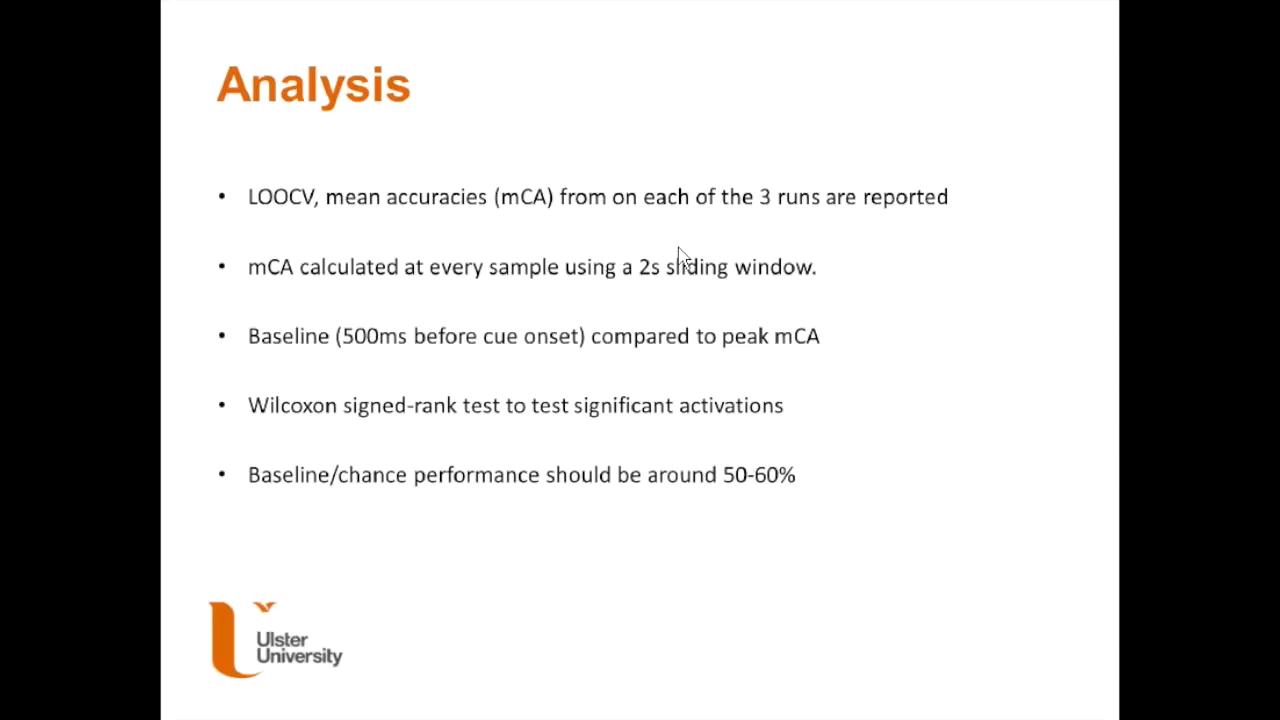 Analysis
• LOOCV, mean accuracies (mCA) from on each of the 3 runs are reported
• mCA calculated at every sample using a 2s sliding window.
• Baseline (500ms before cue onset) compared to peak mCA
• Wilcoxon signed-rank test to test significant activations
• Baseline/chance performance should be around 50-60%
Ulster
University